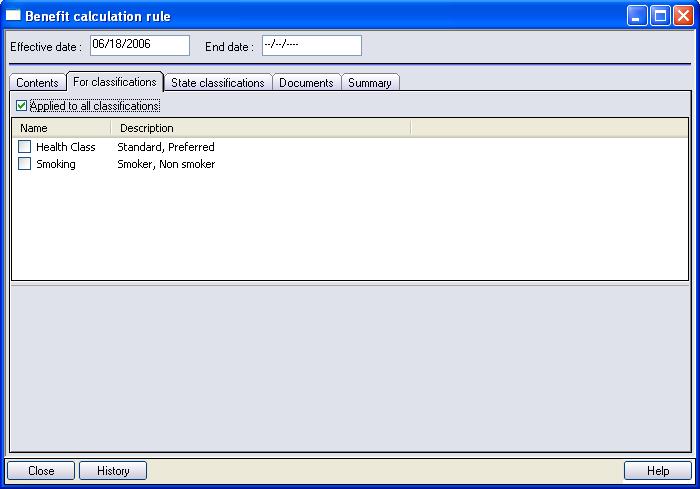 Benefit calculation rule
Effective date : 06/18/2006 End date : --/--/----
Contents For classifications State classifications Documents Summary
Applied to all classifications
Name Description
Health Class Standard, Preferred
Smoking Smoker, Non smoker
Close History Help